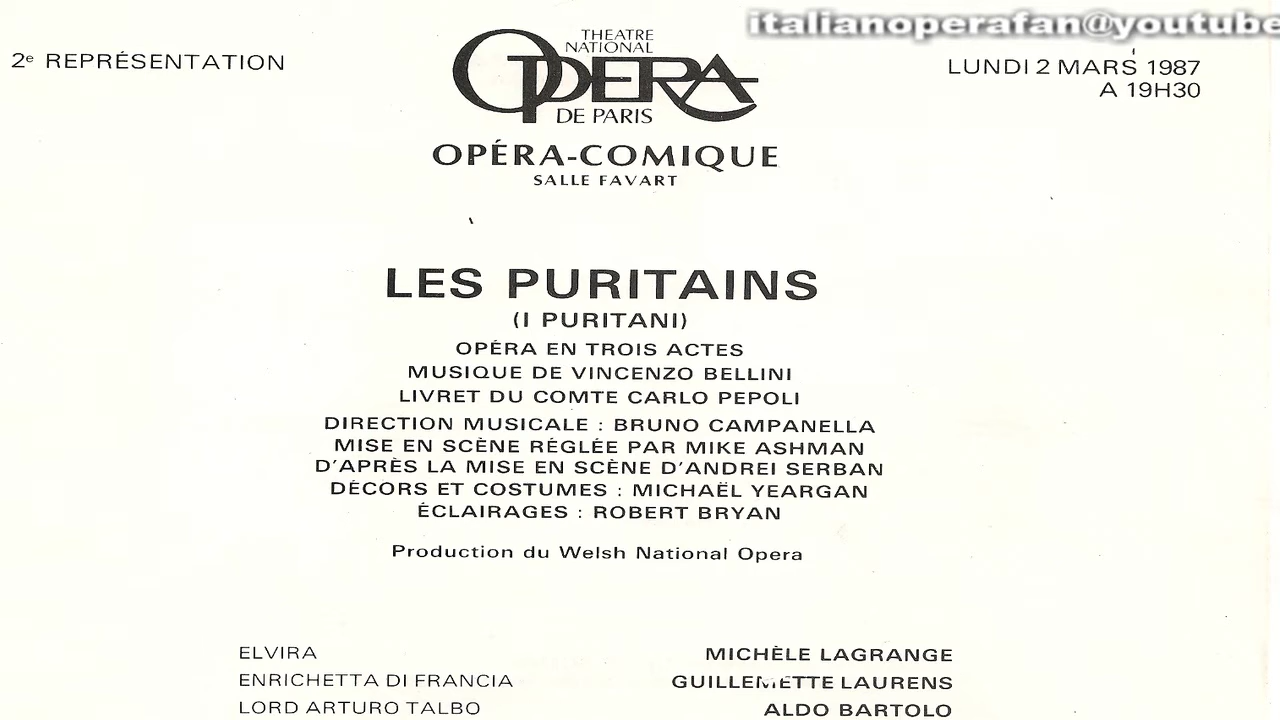 italianoperafan@youtube
2e REPRÉSENTATION
THEATRE
NATIONAL
OPERA
DE PARIS
LUNDI 2 MARS 1987
A 19H30
OPÉRA-COMIQUE
SALLE FAVART
LES PURITAINS
(I PURITANI)
OPÉRA EN TROIS ACTES
MUSIQUE DE VINCENZO BELLINI
LIVRET DU COMTE CARLO PEPOLI
DIRECTION MUSICALE : BRUNO CAMPANELLA
MISE EN SCÈNE RÉGLÉE PAR MIKE ASHMAN
D'APRÈS LA MISE EN SCÈNE D'ANDREI SERBAN
DÉCORS ET COSTUMES : MICHAËL YEARGAN
ÉCLAIRAGES : ROBERT BRYAN
Production du Welsh National Opera
ELVIRA MICHÈLE LAGRANGE
ENRICHETTA DI FRANCIA GUILLEMETTE LAURENS
LORD ARTURO TALBO ALDO BARTOLO